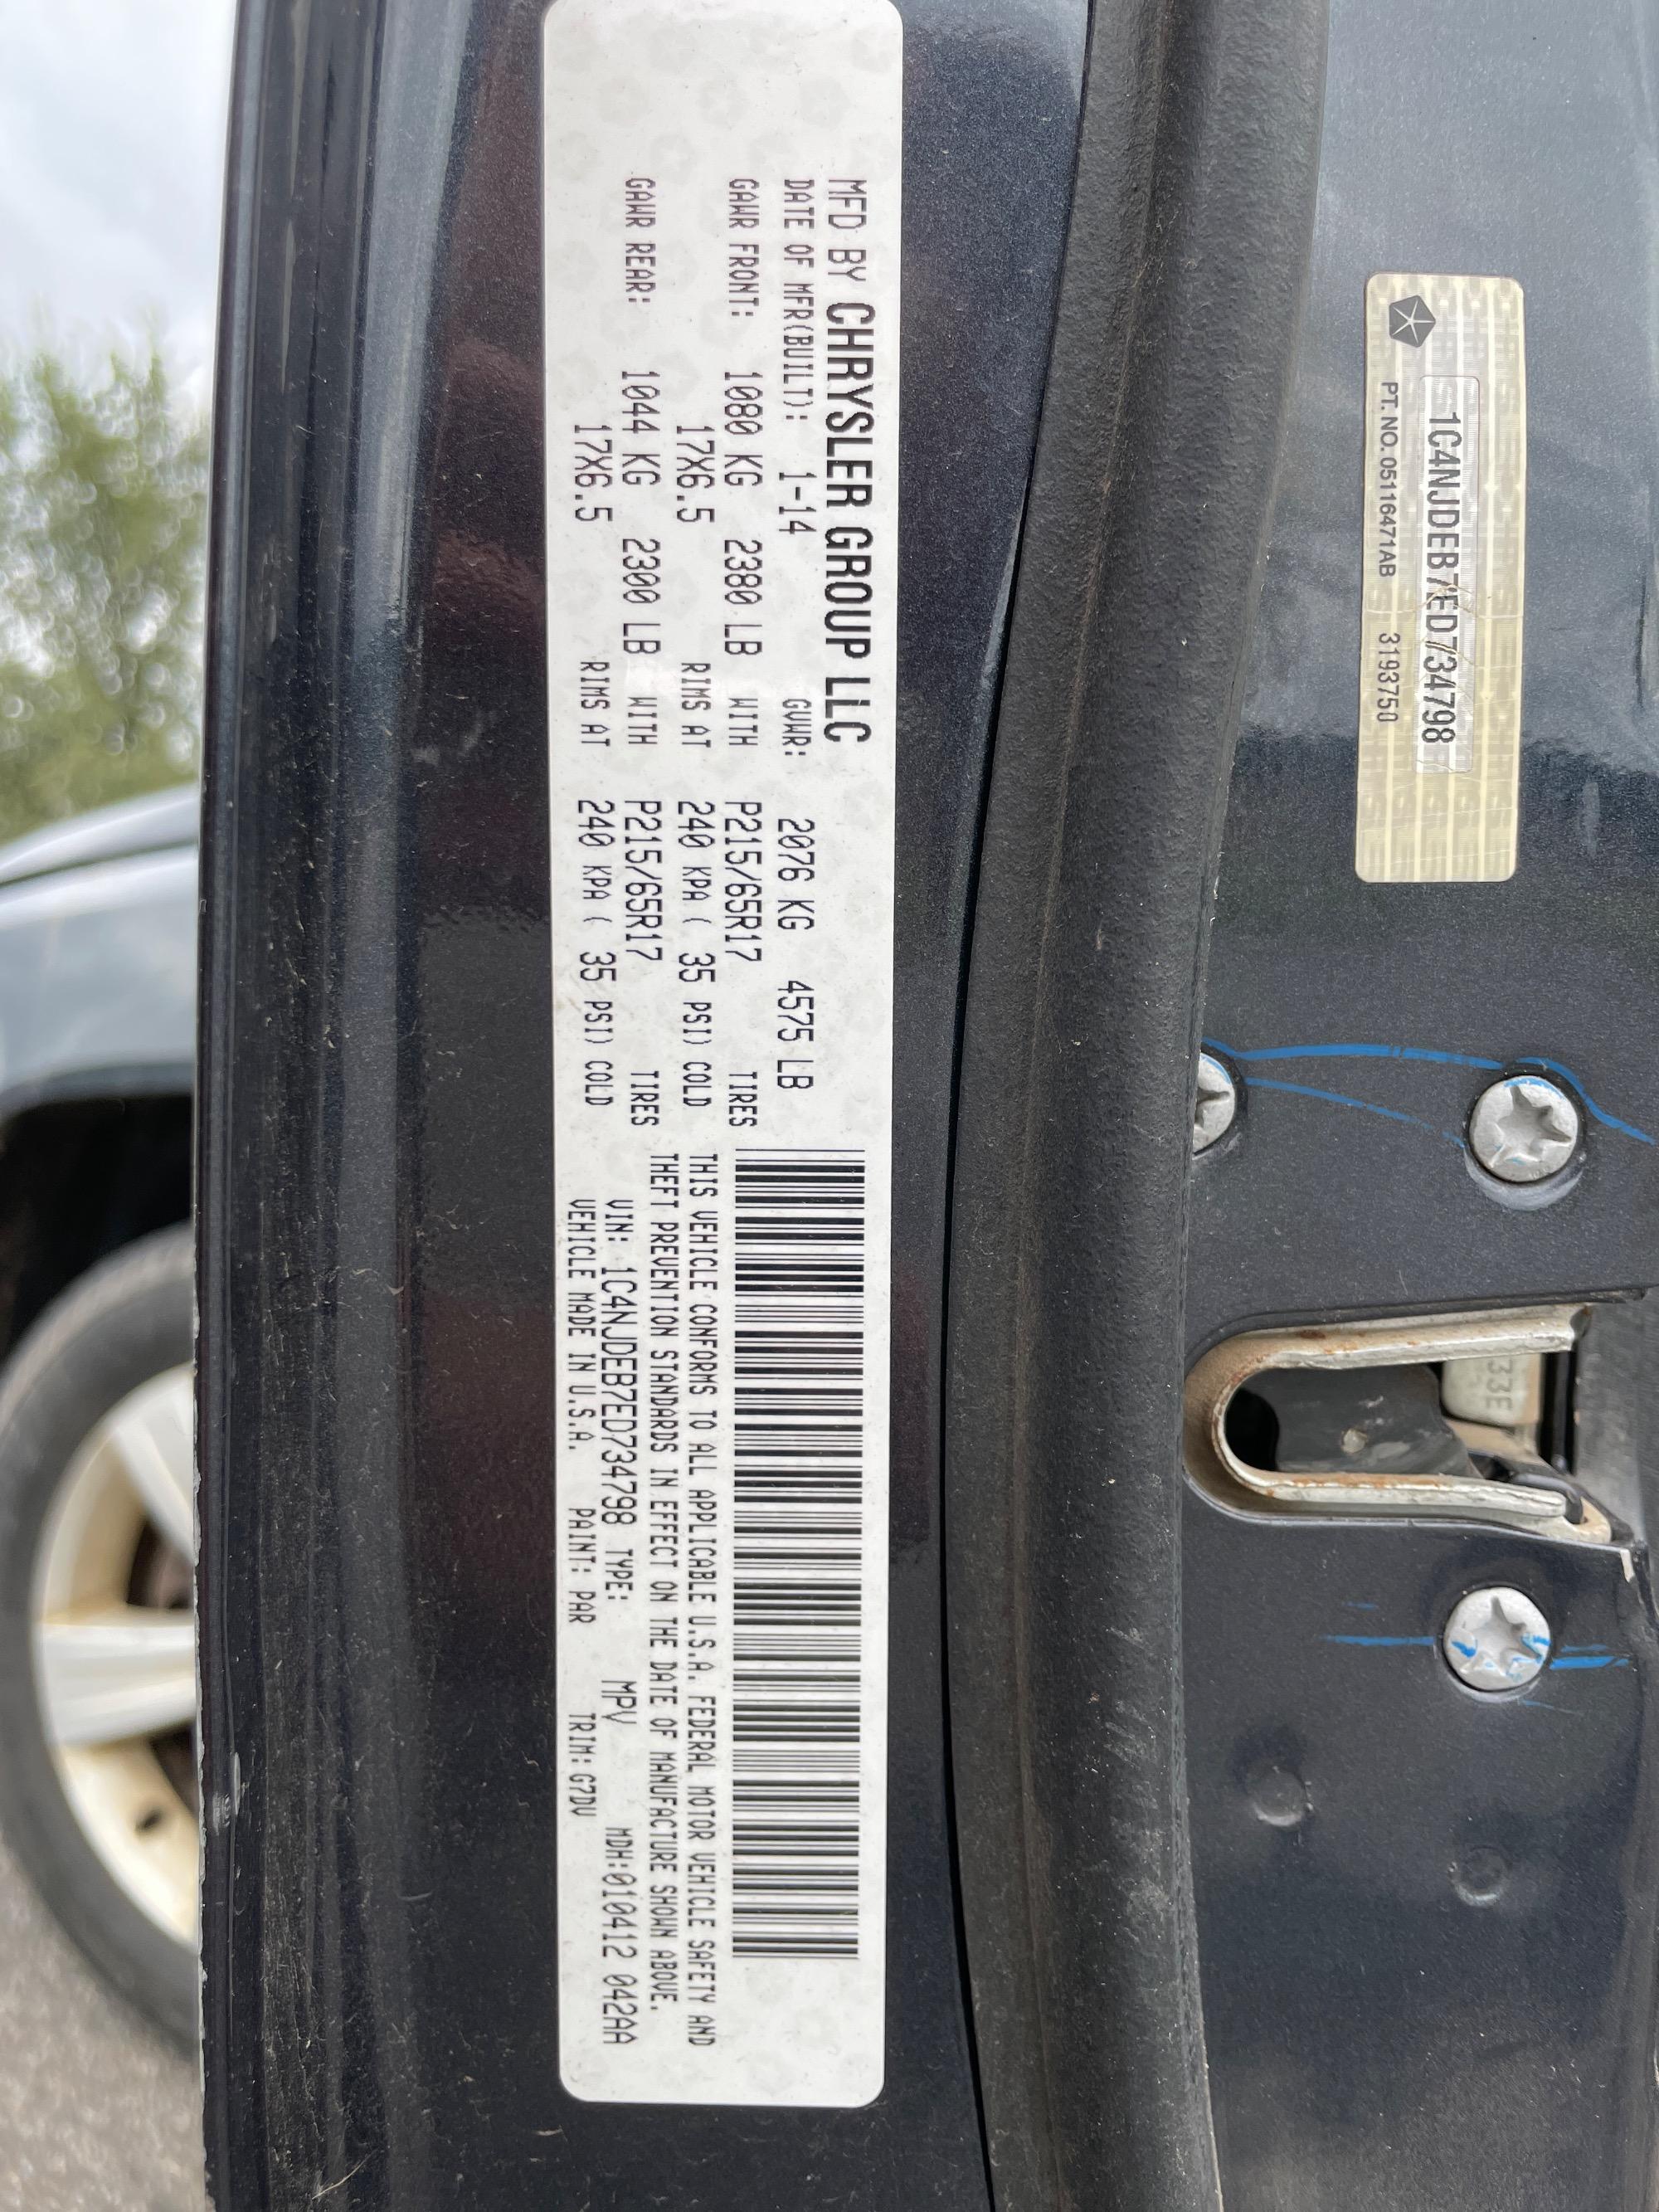 MFD BY CHRYSLER GROUP LLC
DATE OF MFR(BUILT): 1-14 GVWR: 2076 KG 4575 LB
GAWR FRONT: 1080 KG 2380 LB WITH P215/65R17 TIRES
17X6.5 RIMS AT 240 KPA ( 35 PSI) COLD
GAWR REAR: 1044 KG 2300 LB WITH P215/65R17 TIRES
17X6.5 RIMS AT 240 KPA ( 35 PSI) COLD
THIS VEHICLE CONFORMS TO ALL APPLICABLE U.S.A. FEDERAL MOTOR VEHICLE SAFETY AND
THEFT PREVENTION STANDARDS IN EFFECT ON THE DATE OF MANUFACTURE SHOWN ABOVE.
VIN: 1C4NJDEB7ED734798 TYPE: MPV MDH:010412 042AA
VEHICLE MADE IN U.S.A. PAINT: PAR TRIM: G7DV
1C4NJDEB7ED734798
PT. NO. 05116471AB 3193750
33E